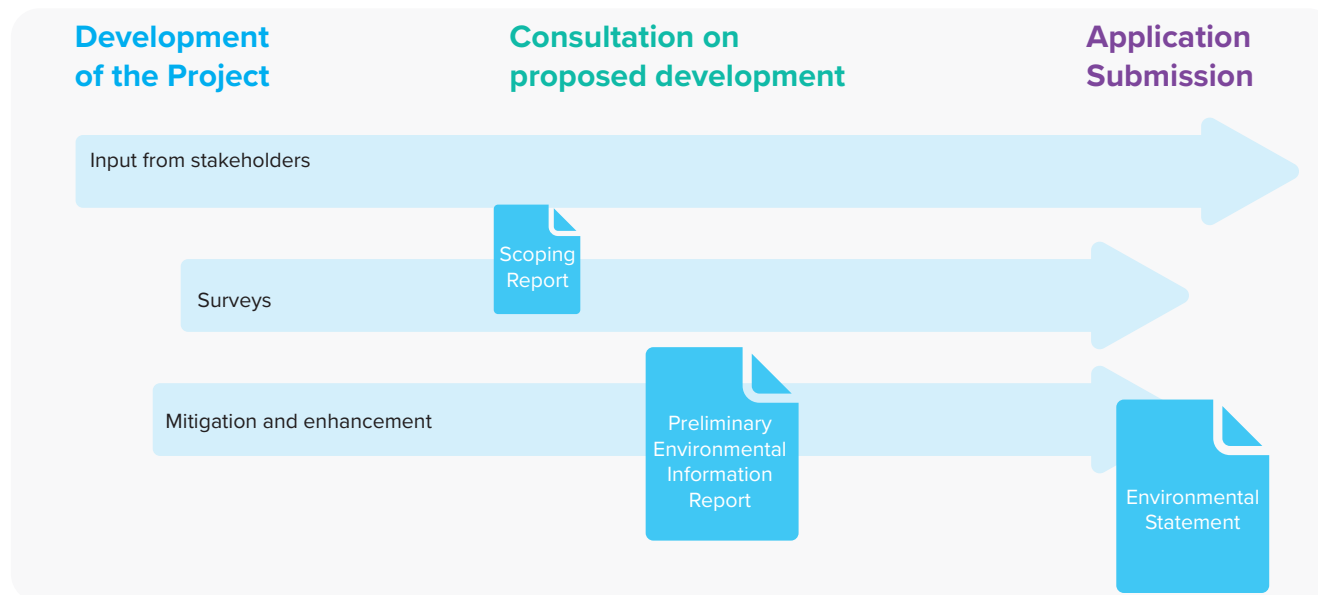 Development
of the Project
Consultation on
proposed development
Application
Submission
Input from stakeholders
Scoping
Report
Surveys
Mitigation and enhancement
Preliminary
Environmental
Information
Report
Environmental
Statement